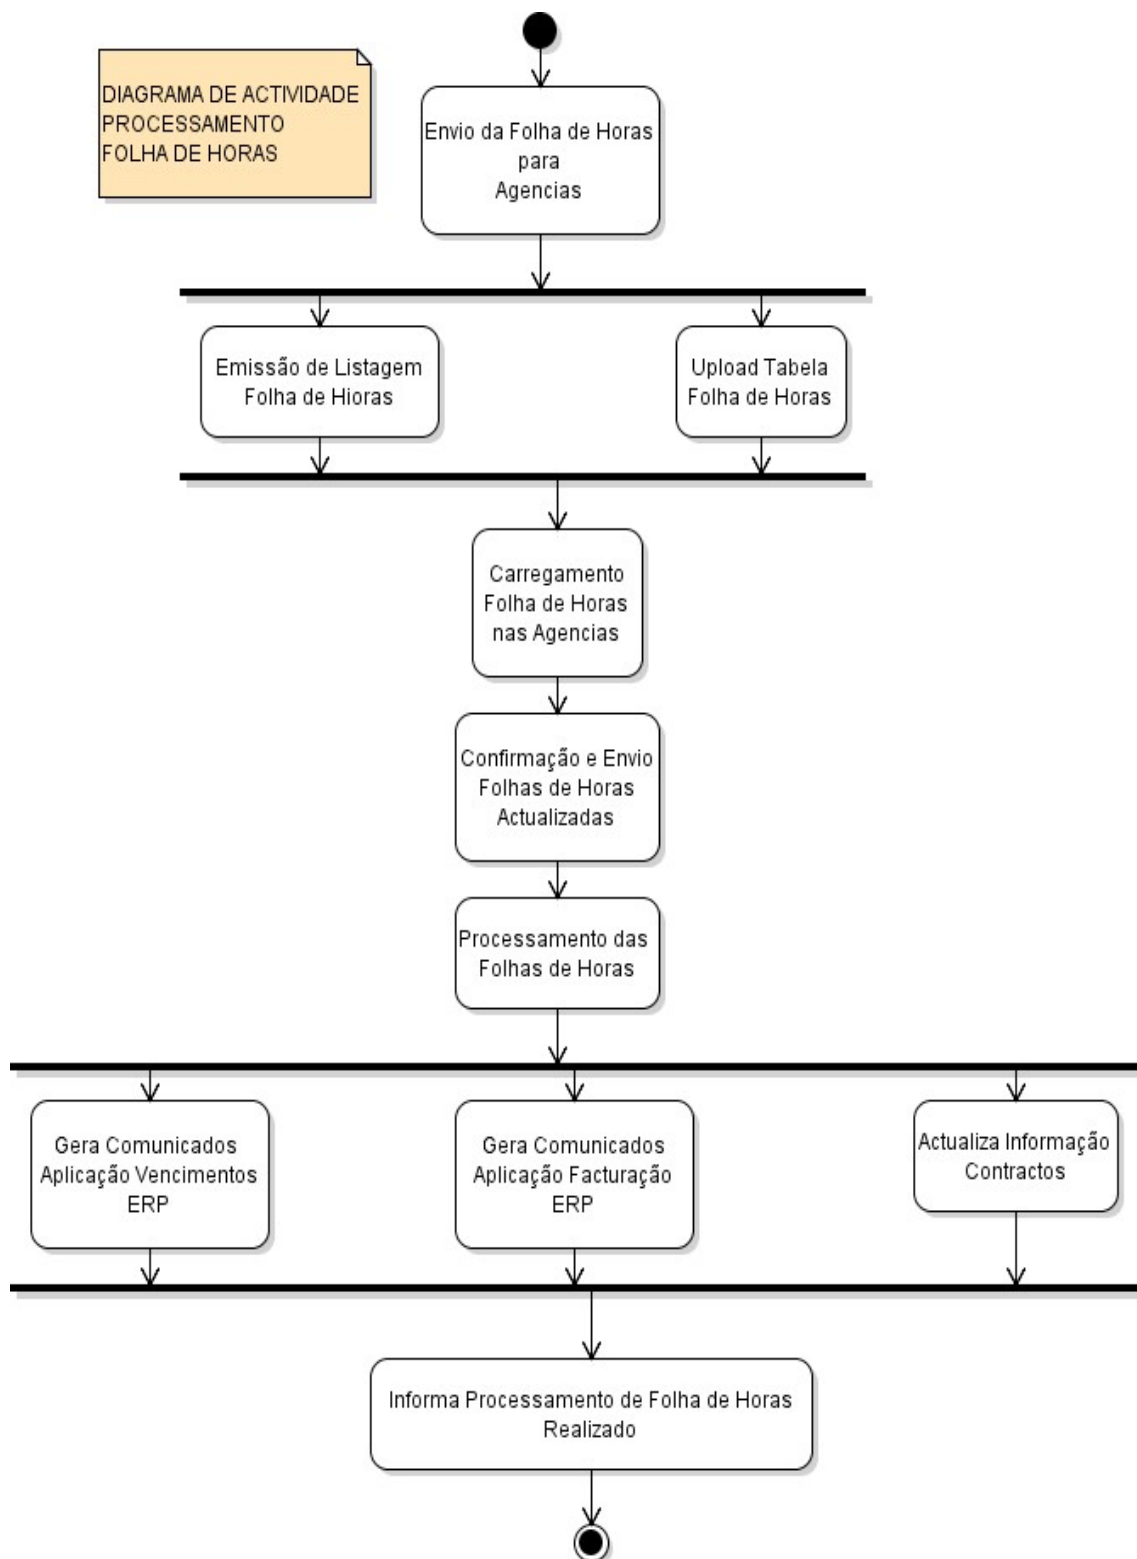 DIAGRAMA DE ACTIVIDADE
PROCESSAMENTO
FOLHA DE HORAS
Envio da Folha de Horas
para
Agencias
Emissão de Listagem
Folha de Hioras
Upload Tabela
Folha de Horas
Carregamento
Folha de Horas
nas Agencias
Confirmação e Envio
Folhas de Horas
Actualizadas
Processamento das
Folhas de Horas
Gera Comunicados
Aplicação Vencimentos
ERP
Gera Comunicados
Aplicação Facturação
ERP
Actualiza Informação
Contractos
Informa Processamento de Folha de Horas
Realizado